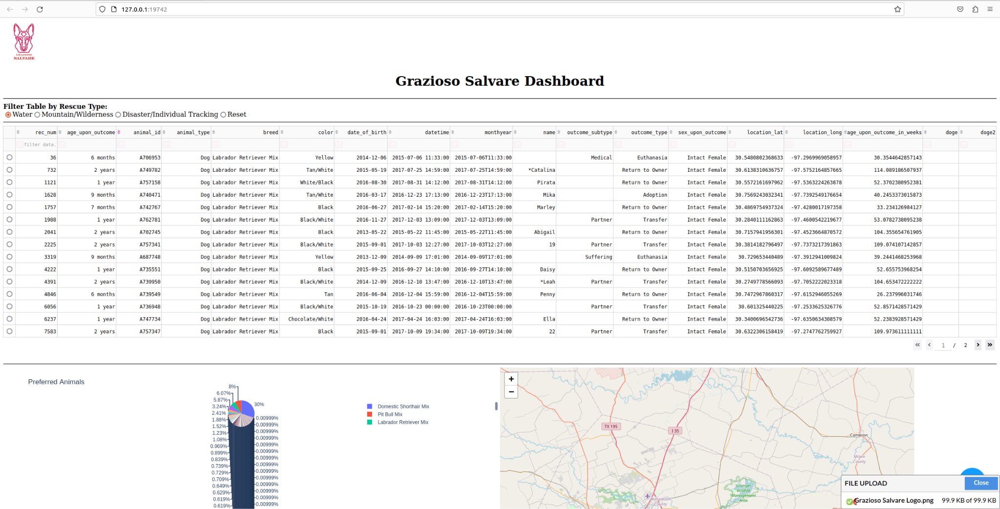 127.0.0.1:19742
GRAZIOSO
SALVARE
Grazioso Salvare Dashboard
Filter Table by Rescue Type:
Water Mountain/Wilderness Disaster/Individual Tracking Reset
rec_num age_upon_outcome animal_id animal_type breed color date_of_birth datetime monthyear name outcome_subtype outcome_type sex_upon_outcome location_lat location_long age_upon_outcome_in_weeks doge doge2
filter data.
36 6 months A706953 Dog Labrador Retriever Mix Yellow 2014-12-06 2015-07-06 11:33:00 2015-07-06T11:33:00 Medical Euthanasia Intact Female 30.5480802368633 -97.2969969058957 30.3544642857143
732 2 years A749782 Dog Labrador Retriever Mix Tan/White 2015-05-19 2017-07-25 14:59:00 2017-07-25T14:59:00 *Catalina Return to Owner Intact Female 30.6138310636757 -97.5752164857665 114.089186507937
1121 1 year A757158 Dog Labrador Retriever Mix White/Black 2016-08-30 2017-08-31 14:12:00 2017-08-31T14:12:00 Pirata Return to Owner Intact Female 30.5572161697962 -97.5363224263878 52.3702380952381
1628 9 months A740471 Dog Labrador Retriever Mix Tan/White 2016-03-17 2016-12-23 17:13:00 2016-12-23T17:13:00 Mika Adoption Intact Female 30.7569243032341 -97.7392549176654 40.2453373015873
1757 7 months A742767 Dog Labrador Retriever Mix Black 2016-06-27 2017-02-14 15:20:00 2017-02-14T15:20:00 Marley Return to Owner Intact Female 30.4869754937324 -97.4280017197358 33.234126984127
1988 1 year A762781 Dog Labrador Retriever Mix Black/White 2016-11-27 2017-12-03 13:09:00 2017-12-03T13:09:00 Partner Transfer Intact Female 30.2840111162863 -97.4600542219677 53.0782738095238
2041 2 years A702745 Dog Labrador Retriever Mix Black 2013-05-22 2015-05-22 11:45:00 2015-05-22T11:45:00 Abigail Return to Owner Intact Female 30.7157941956301 -97.4523664870572 104.355654761905
2225 2 years A757341 Dog Labrador Retriever Mix Black/White 2015-09-01 2017-10-03 12:27:00 2017-10-03T12:27:00 19 Partner Transfer Intact Female 30.3814182796497 -97.7373217391863 109.074107142857
3319 9 months A687748 Dog Labrador Retriever Mix Yellow 2013-12-09 2014-09-09 17:01:00 2014-09-09T17:01:00 Suffering Euthanasia Intact Female 30.729653440489 -97.3912941009824 39.2441468253968
4222 1 year A735551 Dog Labrador Retriever Mix Black 2015-09-25 2016-09-27 14:10:00 2016-09-27T14:10:00 Daisy Return to Owner Intact Female 30.5150703656925 -97.6092589677489 52.655753968254
4391 2 years A739950 Dog Labrador Retriever Mix Black/White 2014-12-09 2016-12-10 13:47:00 2016-12-10T13:47:00 *Leah Partner Transfer Intact Female 30.2749778566093 -97.7052222023318 104.653472222222
4846 6 months A739549 Dog Labrador Retriever Mix Tan 2016-06-04 2016-12-04 15:59:00 2016-12-04T15:59:00 Penny Return to Owner Intact Female 30.7472967860317 -97.6152946055269 26.237996031746
6056 1 year A736948 Dog Labrador Retriever Mix Black/White 2015-10-19 2016-10-23 00:00:00 2016-10-23T00:00:00 Partner Transfer Intact Female 30.601325440225 -97.2533625326776 52.8571428571429
6237 1 year A747734 Dog Labrador Retriever Mix Chocolate/White 2016-04-24 2017-04-24 16:03:00 2017-04-24T16:03:00 Ella Return to Owner Intact Female 30.3400696542736 -97.6350634308579 52.2383928571429
7583 2 years A757347 Dog Labrador Retriever Mix Black 2015-09-01 2017-10-09 19:34:00 2017-10-09T19:34:00 22 Partner Transfer Intact Female 30.6322306158419 -97.2747762759927 109.973611111111
1 / 2
Preferred Animals
8%
6.07%
5.87%
3.24%
2.41%
1.88%
1.52%
1.23%
1.08%
0.969%
0.899%
0.839%
0.739%
0.729%
0.709%
0.649%
0.629%
0.619%
0.619%
30%
0.00999%
0.00999%
0.00999%
0.00999%
0.00999%
0.00999%
0.00999%
0.00999%
0.00999%
0.00999%
0.00999%
0.00999%
0.00999%
0.00999%
Domestic Shorthair Mix
Pit Bull Mix
Labrador Retriever Mix
+
−
TX 195
I 35
Cameron
Milam
County
Granger
Wildlife
Management
Area
Williamson
County
FILE UPLOAD
Close
Grazioso Salvare Logo.png 99.9 KB of 99.9 KB